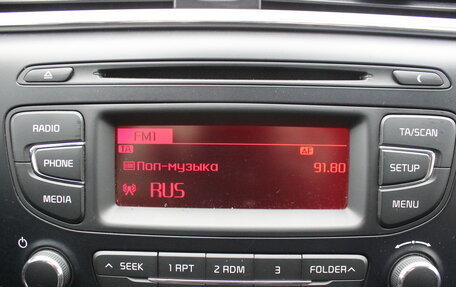 RADIO
PHONE
MEDIA
FM1
TA
AF
Поп-музыка 91.80
RUS
TA/SCAN
SETUP
MENU
SEEK
1 RPT
2 RDM
3
FOLDER